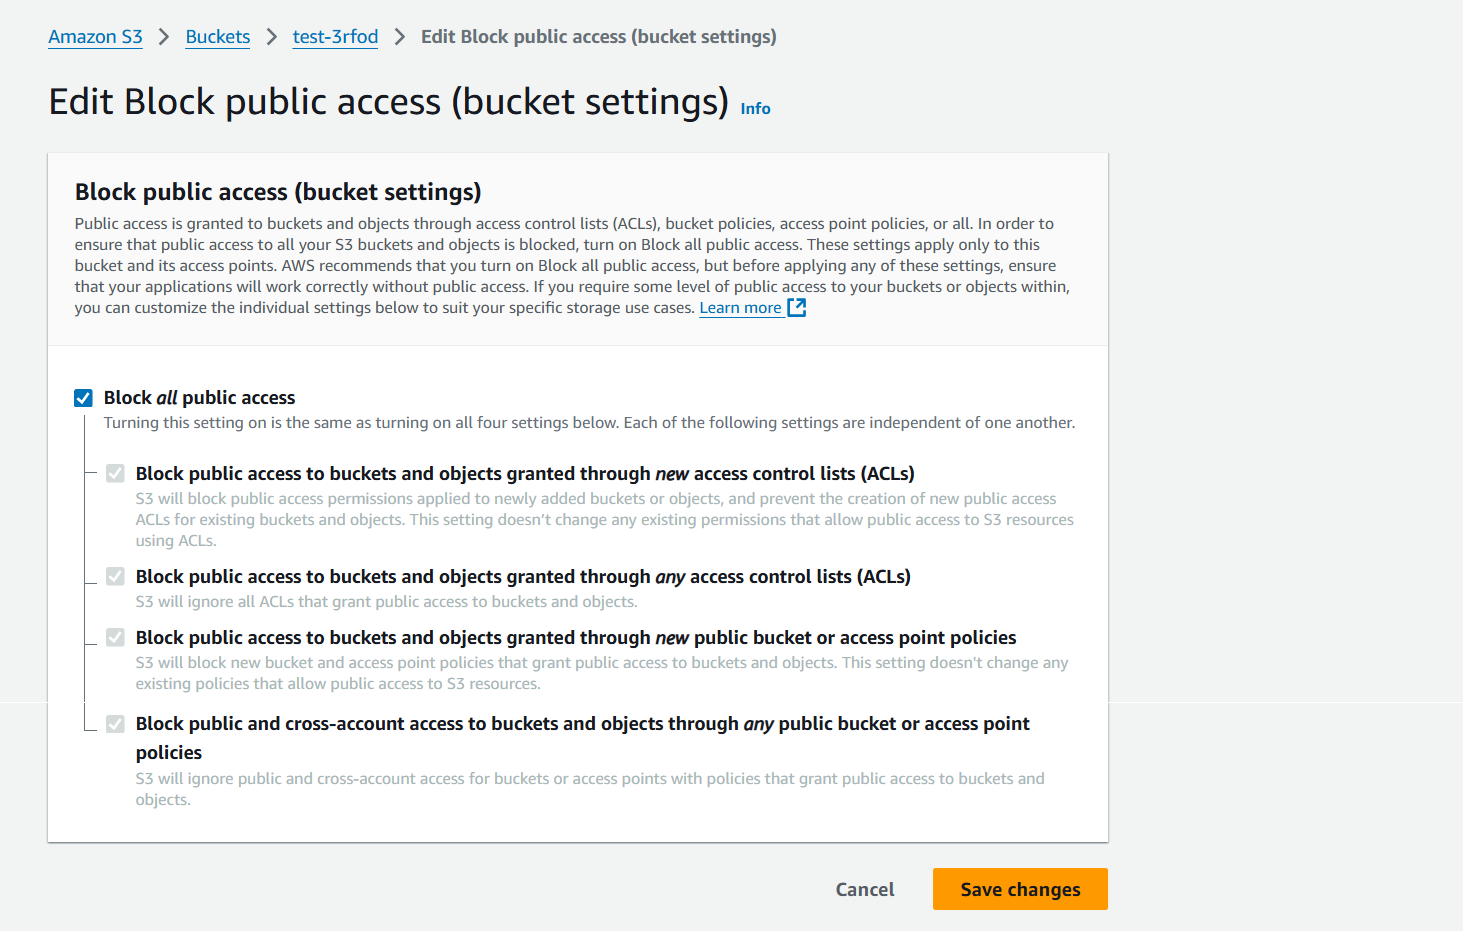 Amazon S3 > Buckets > test-3rfod > Edit Block public access (bucket settings)
Edit Block public access (bucket settings) Info
Block public access (bucket settings)
Public access is granted to buckets and objects through access control lists (ACLs), bucket policies, access point policies, or all. In order to
ensure that public access to all your S3 buckets and objects is blocked, turn on Block all public access. These settings apply only to this
bucket and its access points. AWS recommends that you turn on Block all public access, but before applying any of these settings, ensure
that your applications will work correctly without public access. If you require some level of public access to your buckets or objects within,
you can customize the individual settings below to suit your specific storage use cases. Learn more
Block all public access
Turning this setting on is the same as turning on all four settings below. Each of the following settings are independent of one another.
Block public access to buckets and objects granted through new access control lists (ACLs)
S3 will block public access permissions applied to newly added buckets or objects, and prevent the creation of new public access
ACLs for existing buckets and objects. This setting doesn't change any existing permissions that allow public access to S3 resources
using ACLs.
Block public access to buckets and objects granted through any access control lists (ACLs)
S3 will ignore all ACLs that grant public access to buckets and objects.
Block public access to buckets and objects granted through new public bucket or access point policies
S3 will block new bucket and access point policies that grant public access to buckets and objects. This setting doesn't change any
existing policies that allow public access to S3 resources.
Block public and cross-account access to buckets and objects through any public bucket or access point
policies
S3 will ignore public and cross-account access for buckets or access points with policies that grant public access to buckets and
objects.
Cancel Save changes